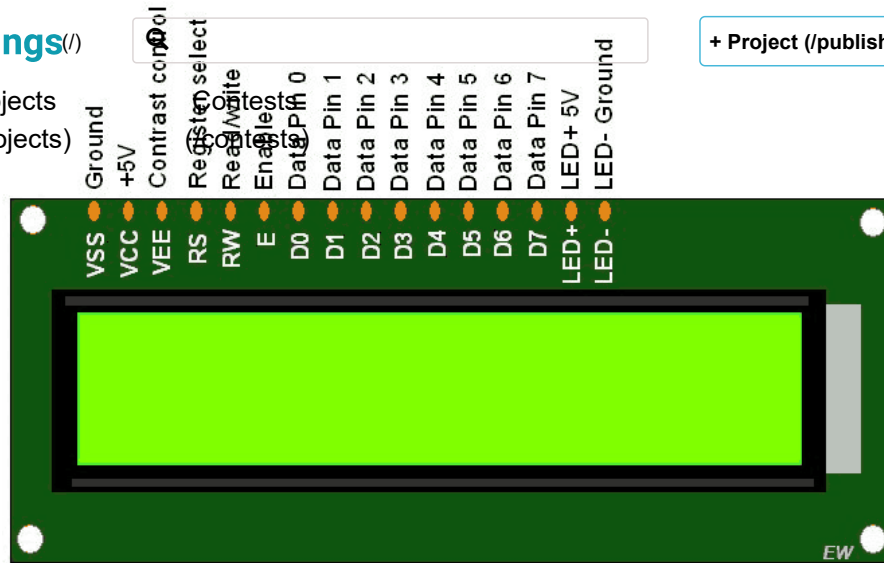 ngs(/)
+ Project (/publish
jects
Contests
ojects)
(/contests)
Ground
+5V
Contrast control
Register select
Read/write
Enable
Data Pin 0
Data Pin 1
Data Pin 2
Data Pin 3
Data Pin 4
Data Pin 5
Data Pin 6
Data Pin 7
LED+ 5V
LED- Ground
VSS
VCC
VEE
RS
RW
E
D0
D1
D2
D3
D4
D5
D6
D7
LED+
LED-
EW